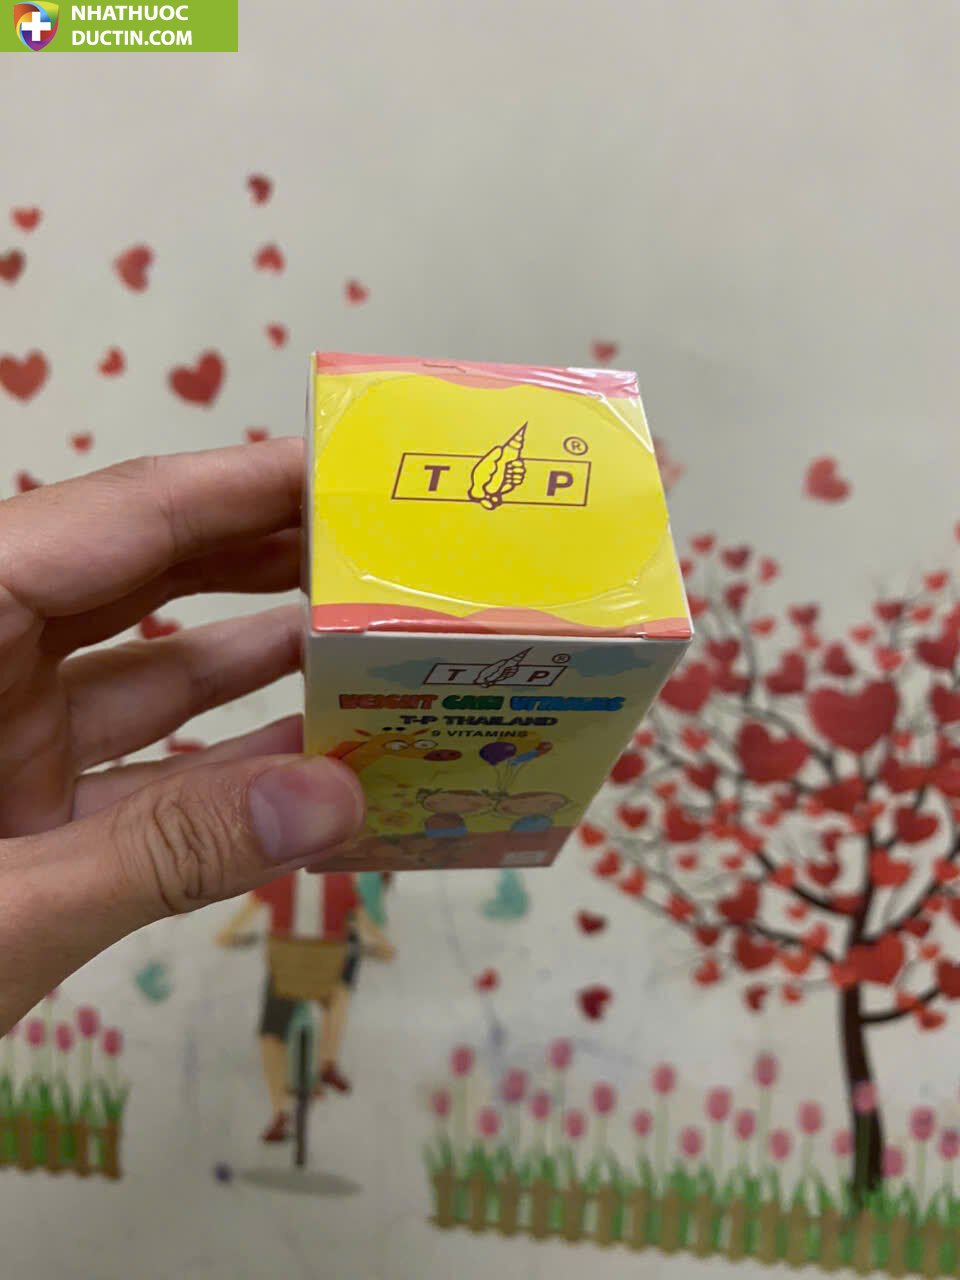 NHATHUOC
DUCTIN.COM
T P ®
T P ®
WEIGHT GAIN VITAMINS
T-P THAILAND
9 VITAMINS